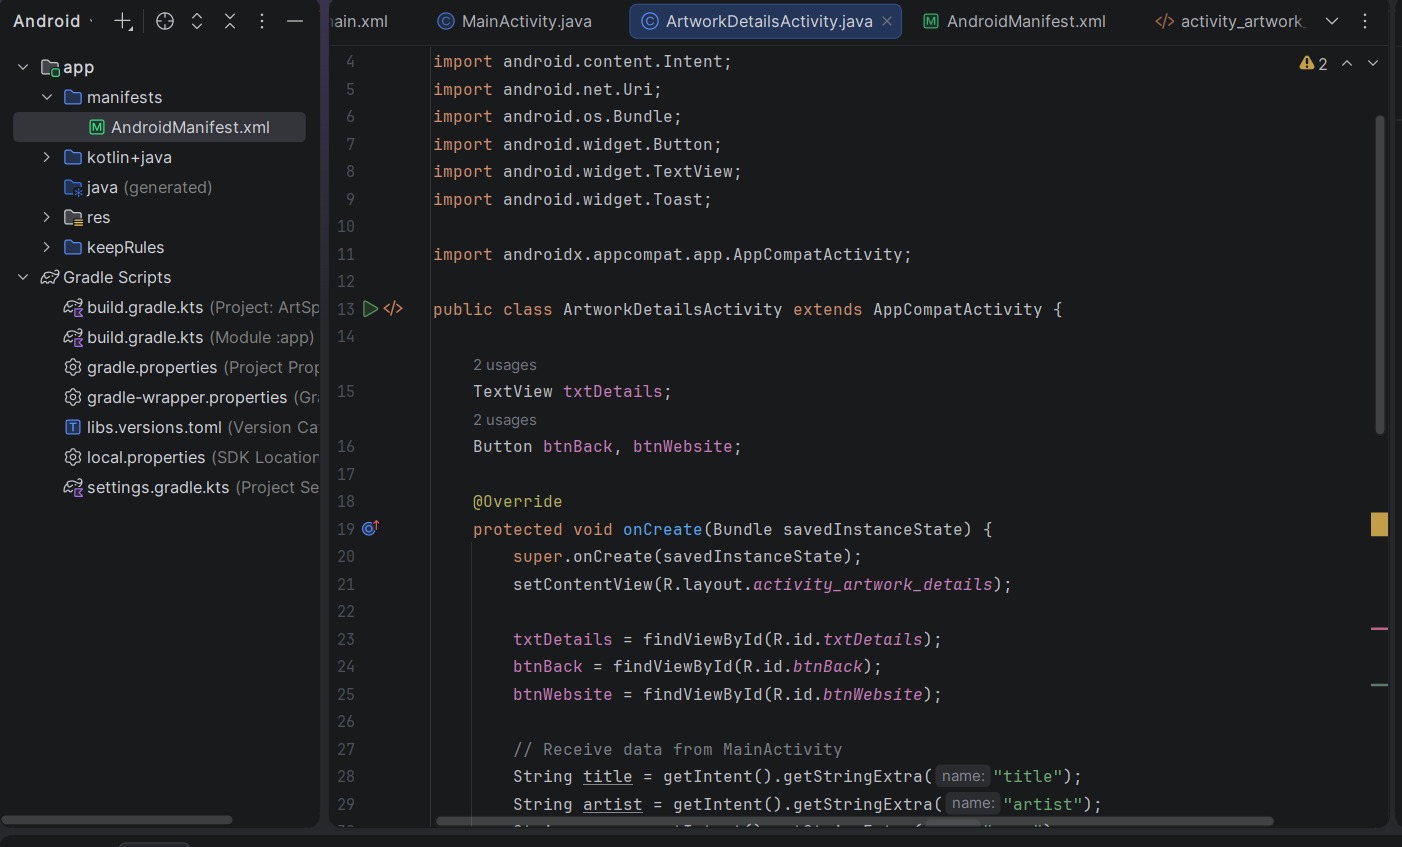 Android
app
manifests
AndroidManifest.xml
kotlin+java
java (generated)
res
keepRules
Gradle Scripts
build.gradle.kts (Project: ArtSp
build.gradle.kts (Module :app)
gradle.properties (Project Prop
gradle-wrapper.properties (Gra
libs.versions.toml (Version Ca
local.properties (SDK Location
settings.gradle.kts (Project Se
ain.xml MainActivity.java ArtworkDetailsActivity.java AndroidManifest.xml activity_artwork_
2
4 import android.content.Intent;
5 import android.net.Uri;
6 import android.os.Bundle;
7 import android.widget.Button;
8 import android.widget.TextView;
9 import android.widget.Toast;
10
11 import androidx.appcompat.app.AppCompatActivity;
12
13 public class ArtworkDetailsActivity extends AppCompatActivity {
14
2 usages
15 TextView txtDetails;
2 usages
16 Button btnBack, btnWebsite;
17
18 @Override
19 protected void onCreate(Bundle savedInstanceState) {
20 super.onCreate(savedInstanceState);
21 setContentView(R.layout.activity_artwork_details);
22
23 txtDetails = findViewById(R.id.txtDetails);
24 btnBack = findViewById(R.id.btnBack);
25 btnWebsite = findViewById(R.id.btnWebsite);
26
27 // Receive data from MainActivity
28 String title = getIntent().getStringExtra( name: "title");
29 String artist = getIntent().getStringExtra( name: "artist");